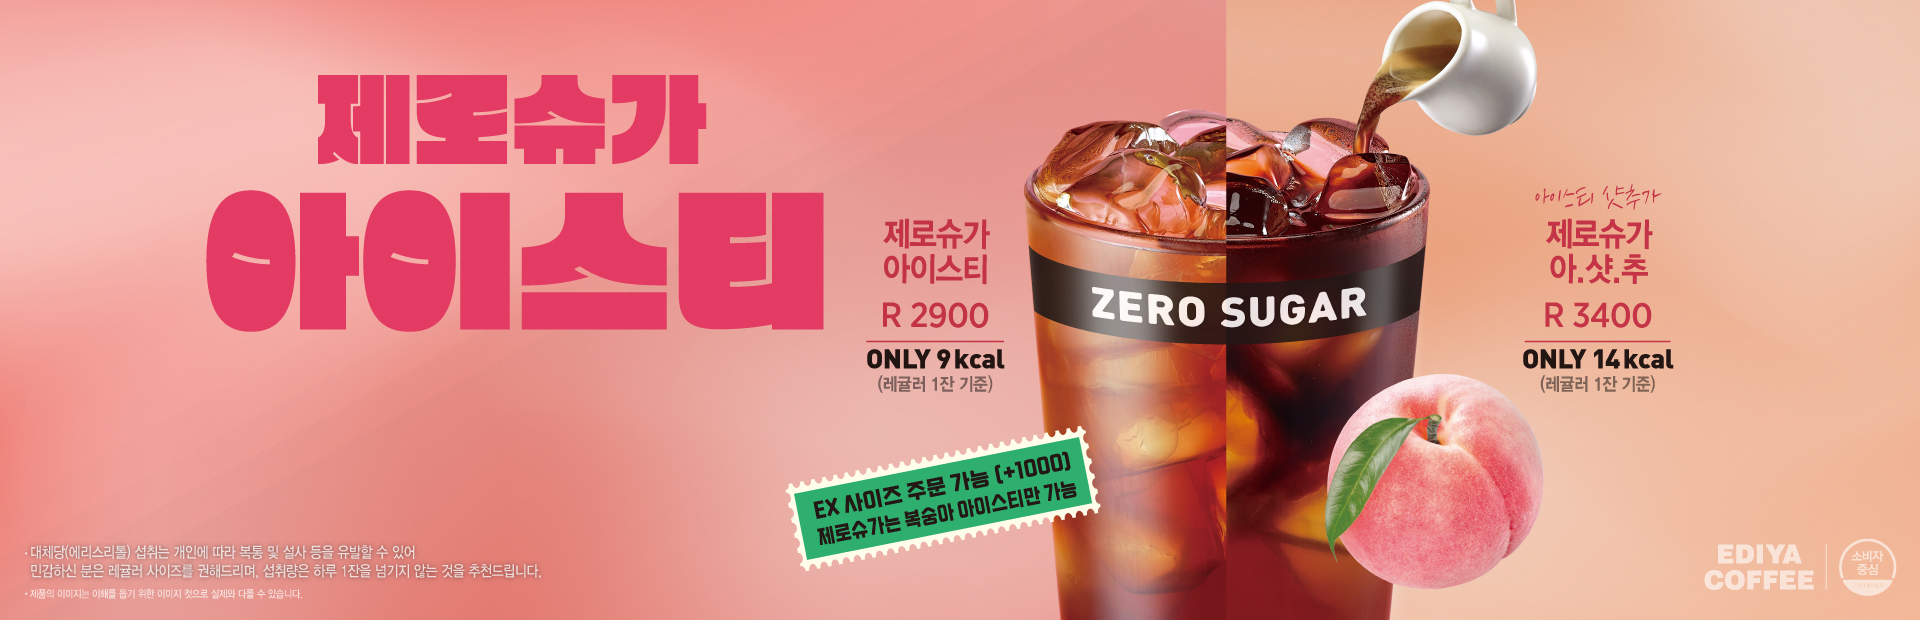 제로슈가
아이스티
제로슈가
아이스티
R 2900
ONLY 9kcal
(레귤러 1잔 기준)
ZERO SUGAR
아이스티 샷추가
제로슈가
아.샷.추
R 3400
ONLY 14kcal
(레귤러 1잔 기준)
EX 사이즈 주문 가능 (+1000)
제로슈가는 복숭아 아이스티만 가능
· 대체당(에리스리톨) 섭취는 개인에 따라 복통 및 설사 등을 유발할 수 있어
민감하신 분은 레귤러 사이즈를 권해드리며, 섭취량은 하루 1잔을 넘기지 않는 것을 추천드립니다.
· 제품의 이미지는 이해를 돕기 위한 이미지 컷으로 실제와 다를 수 있습니다.
EDIYA
COFFEE
소비자
중심